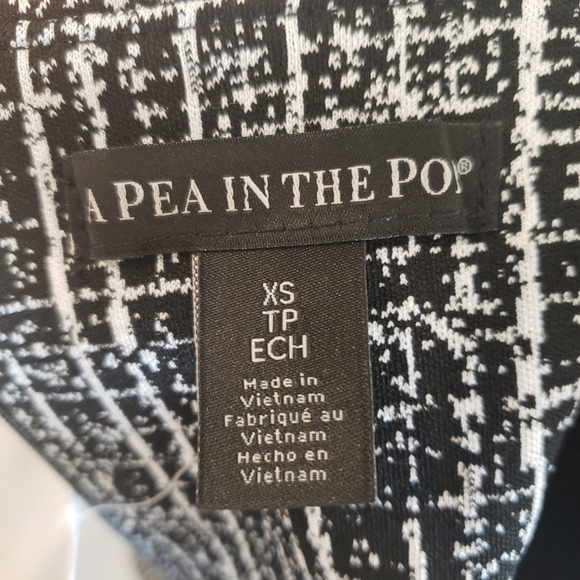 A PEA IN THE POD®
XS
TP
ECH
Made in
Vietnam
Fabriqué au
Vietnam
Hecho en
Vietnam